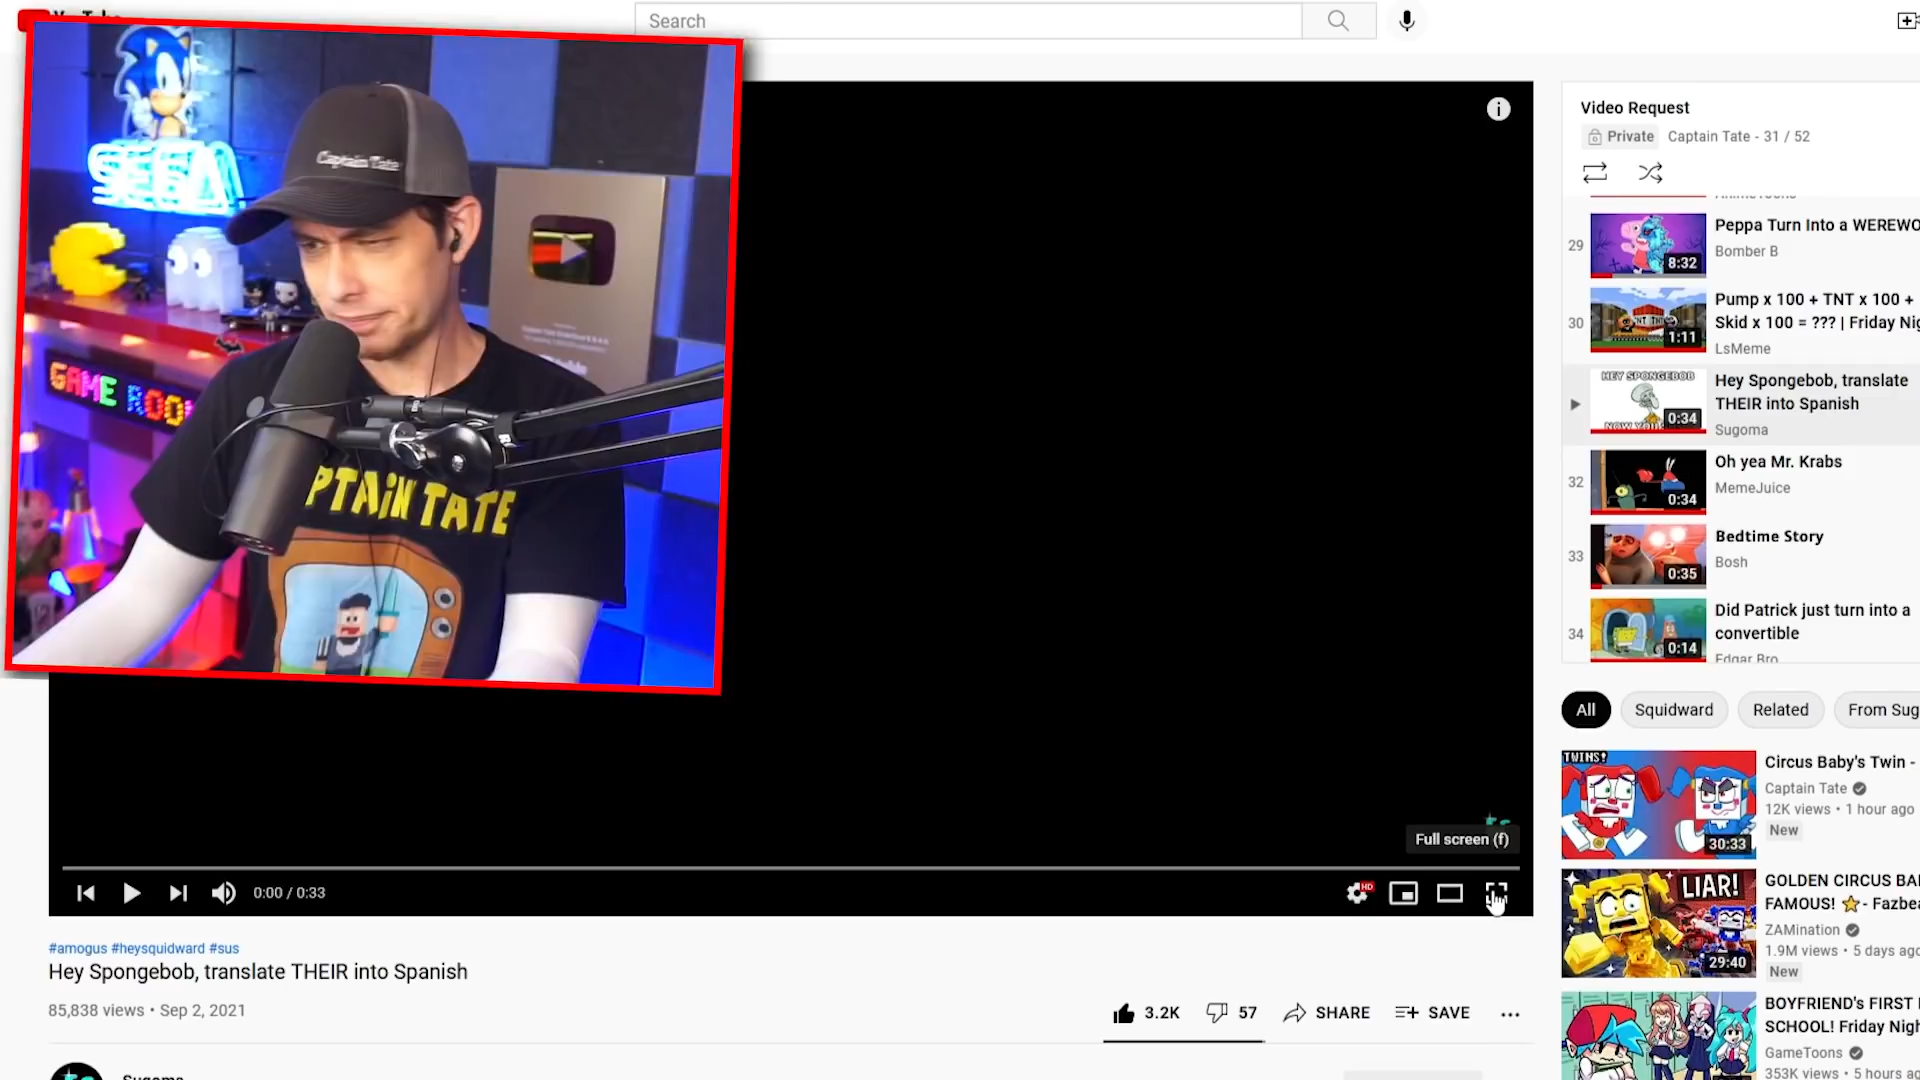 Search
SEGA
Captain Tate
GAME ROO
PTAiN TATE
Full screen (f)
0:00 / 0:33
HD
#amogus #heysquidward #sus
Hey Spongebob, translate THEIR into Spanish
85,838 views • Sep 2, 2021
3.2K
57
SHARE
SAVE
Sugoma
Video Request
Private
Captain Tate - 31 / 52
29
8:32
Peppa Turn Into a WEREWO
Bomber B
30
1:11
Pump x 100 + TNT x 100 +
Skid x 100 = ??? | Friday Nig
LsMeme
HEY SPONGEBOB
0:34
Hey Spongebob, translate
THEIR into Spanish
Sugoma
32
0:34
Oh yea Mr. Krabs
MemeJuice
33
0:35
Bedtime Story
Bosh
34
0:14
Did Patrick just turn into a
convertible
Edgar Bro
All
Squidward
Related
From Sug
TWINS?
30:33
Circus Baby's Twin -
Captain Tate
12K views • 1 hour ago
New
LIAR!
29:40
GOLDEN CIRCUS BA
FAMOUS! ⭐- Fazbea
ZAMination
1.9M views • 5 days ago
New
BOYFRIEND's FIRST
SCHOOL! Friday Nigh
GameToons
353K views • 5 hours ag